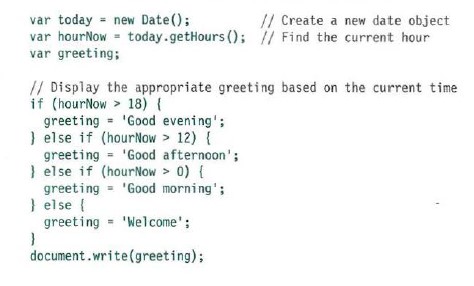 var today = new Date();          // Create a new date object
var hourNow = today.getHours();  // Find the current hour
var greeting;
// Display the appropriate greeting based on the current time
if (hourNow > 18) {
  greeting = 'Good evening';
} else if (hourNow > 12) {
  greeting = 'Good afternoon';
} else if (hourNow > 0) {
  greeting = 'Good morning';
} else {
  greeting = 'Welcome';
}
document.write(greeting);